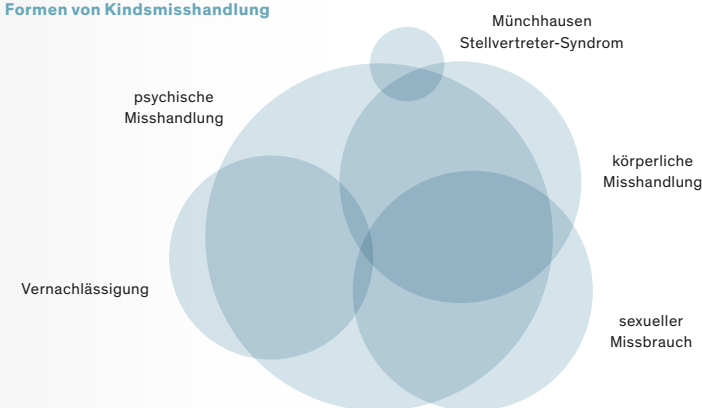 Formen von Kindsmisshandlung
Münchhausen
Stellvertreter-Syndrom
psychische
Misshandlung
körperliche
Misshandlung
Vernachlässigung
sexueller
Missbrauch